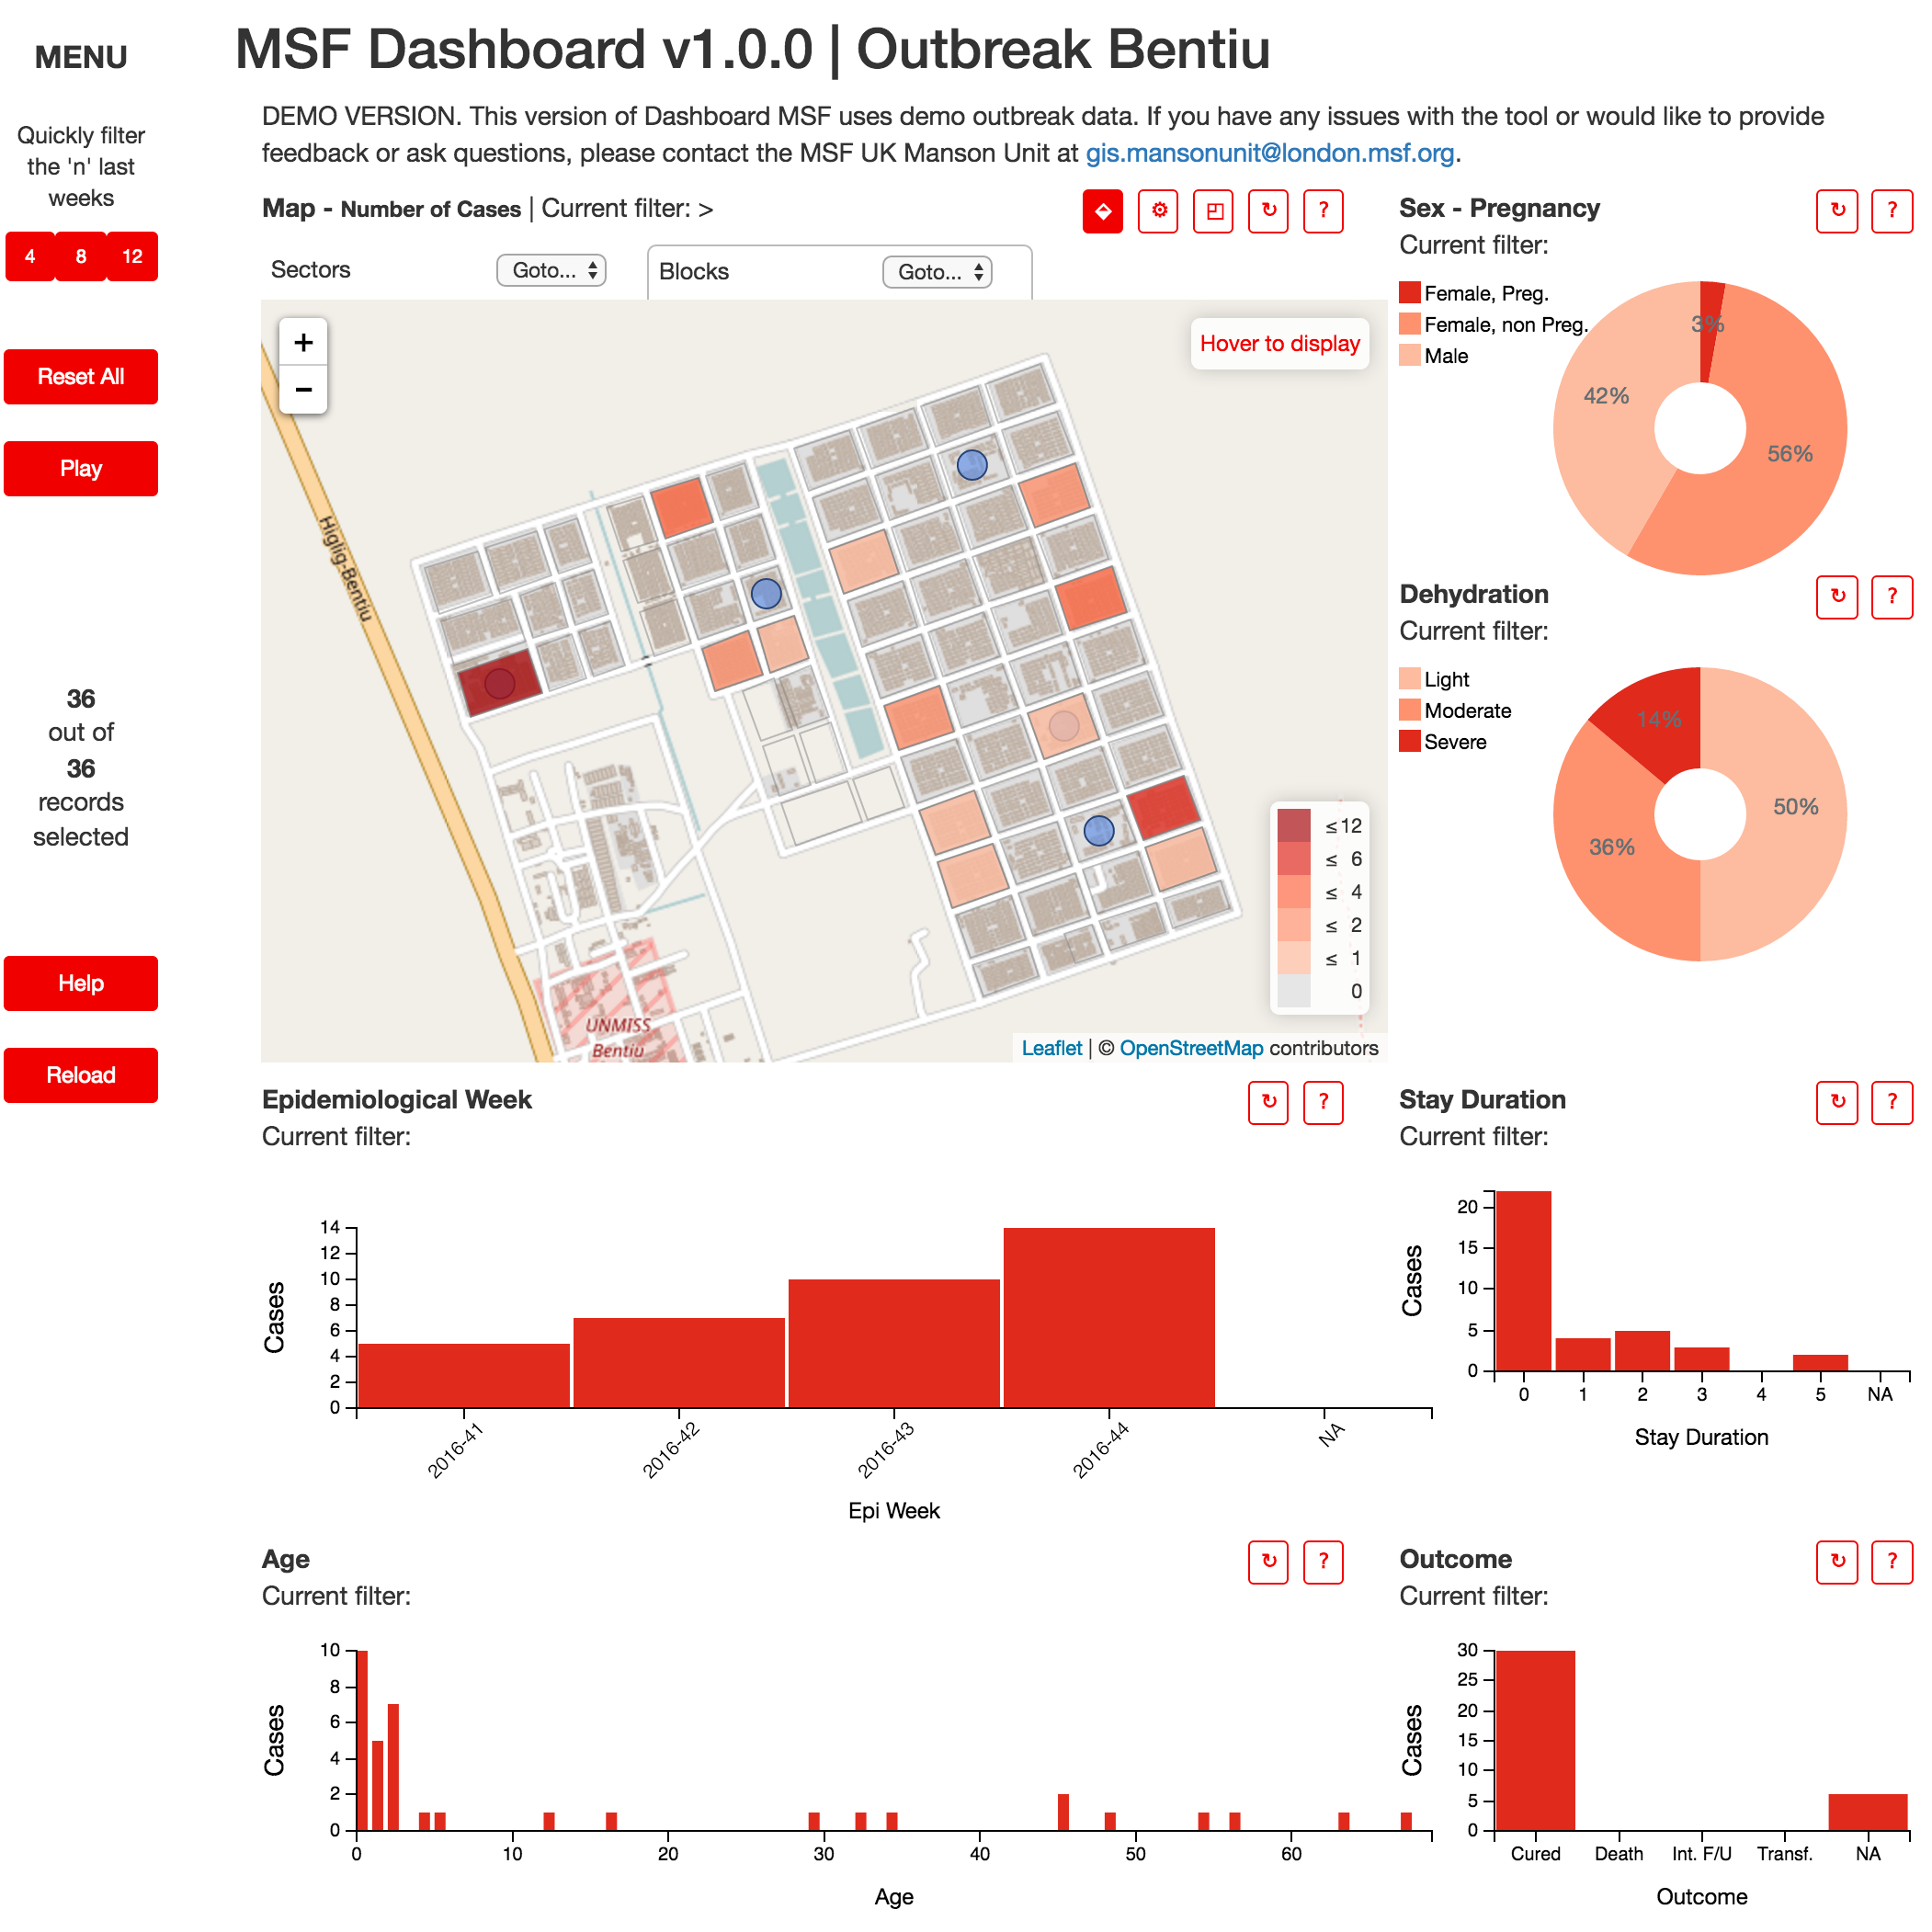 MENU
Quickly filter
the 'n' last
weeks
4 8 12
Reset All
Play
36
out of
36
records
selected
Help
Reload
MSF Dashboard v1.0.0 | Outbreak Bentiu
DEMO VERSION. This version of Dashboard MSF uses demo outbreak data. If you have any issues with the tool or would like to provide
feedback or ask questions, please contact the MSF UK Manson Unit at gis.mansonunit@london.msf.org.
Map - Number of Cases | Current filter: >
?
Sectors Goto... Blocks Goto...
+
−
Hover to display
Higlig-Bentiu
UNMISS
Bentiu
≤ 12
≤ 6
≤ 4
≤ 2
≤ 1
0
Leaflet | © OpenStreetMap contributors
Sex - Pregnancy
?
Current filter:
Female, Preg.
Female, non Preg.
Male
3%
42%
56%
Dehydration
?
Current filter:
Light
Moderate
Severe
14%
50%
36%
Epidemiological Week
?
Current filter:
Cases
14
12
10
8
6
4
2
0
2016-41 2016-42 2016-43 2016-44 NA
Epi Week
Stay Duration
?
Current filter:
Cases
20
15
10
5
0
0 1 2 3 4 5 NA
Stay Duration
Age
?
Current filter:
Cases
10
8
6
4
2
0
0 10 20 30 40 50 60
Age
Outcome
?
Current filter:
Cases
30
25
20
15
10
5
0
Cured Death Int. F/U Transf. NA
Outcome